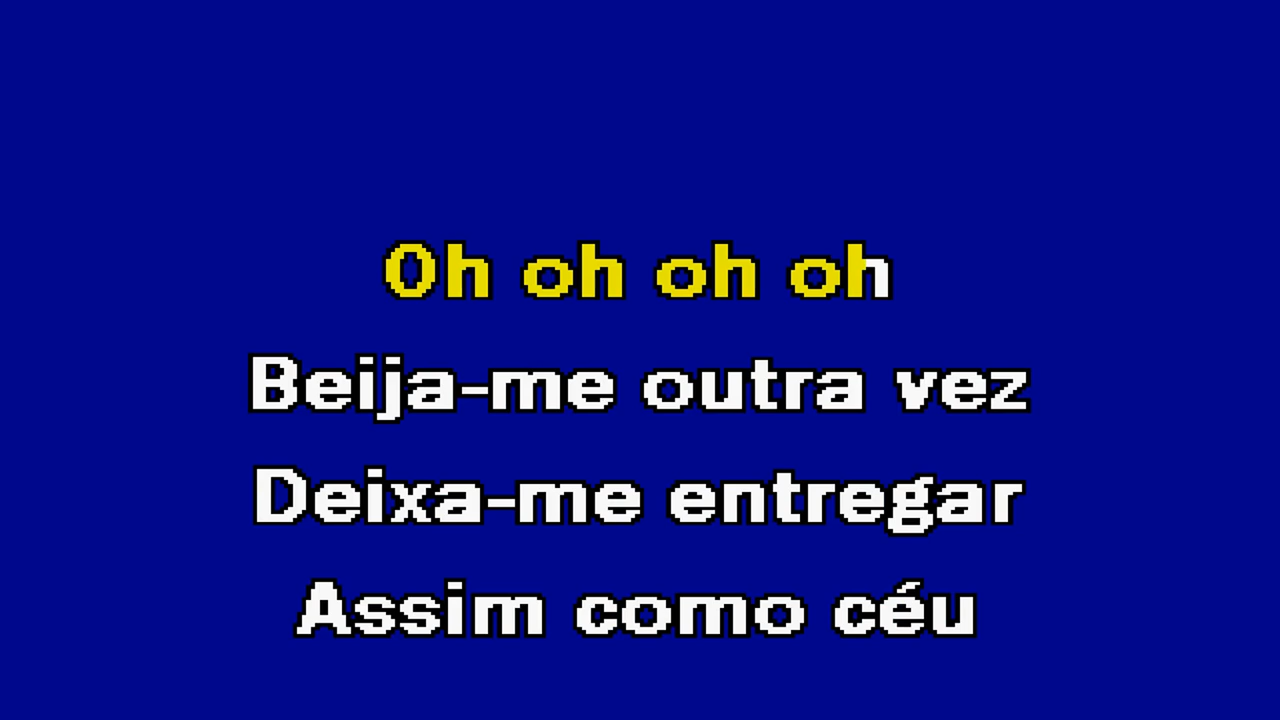 Oh oh oh oh
Beija-me outra vez
Deixa-me entregar
Assim como céu